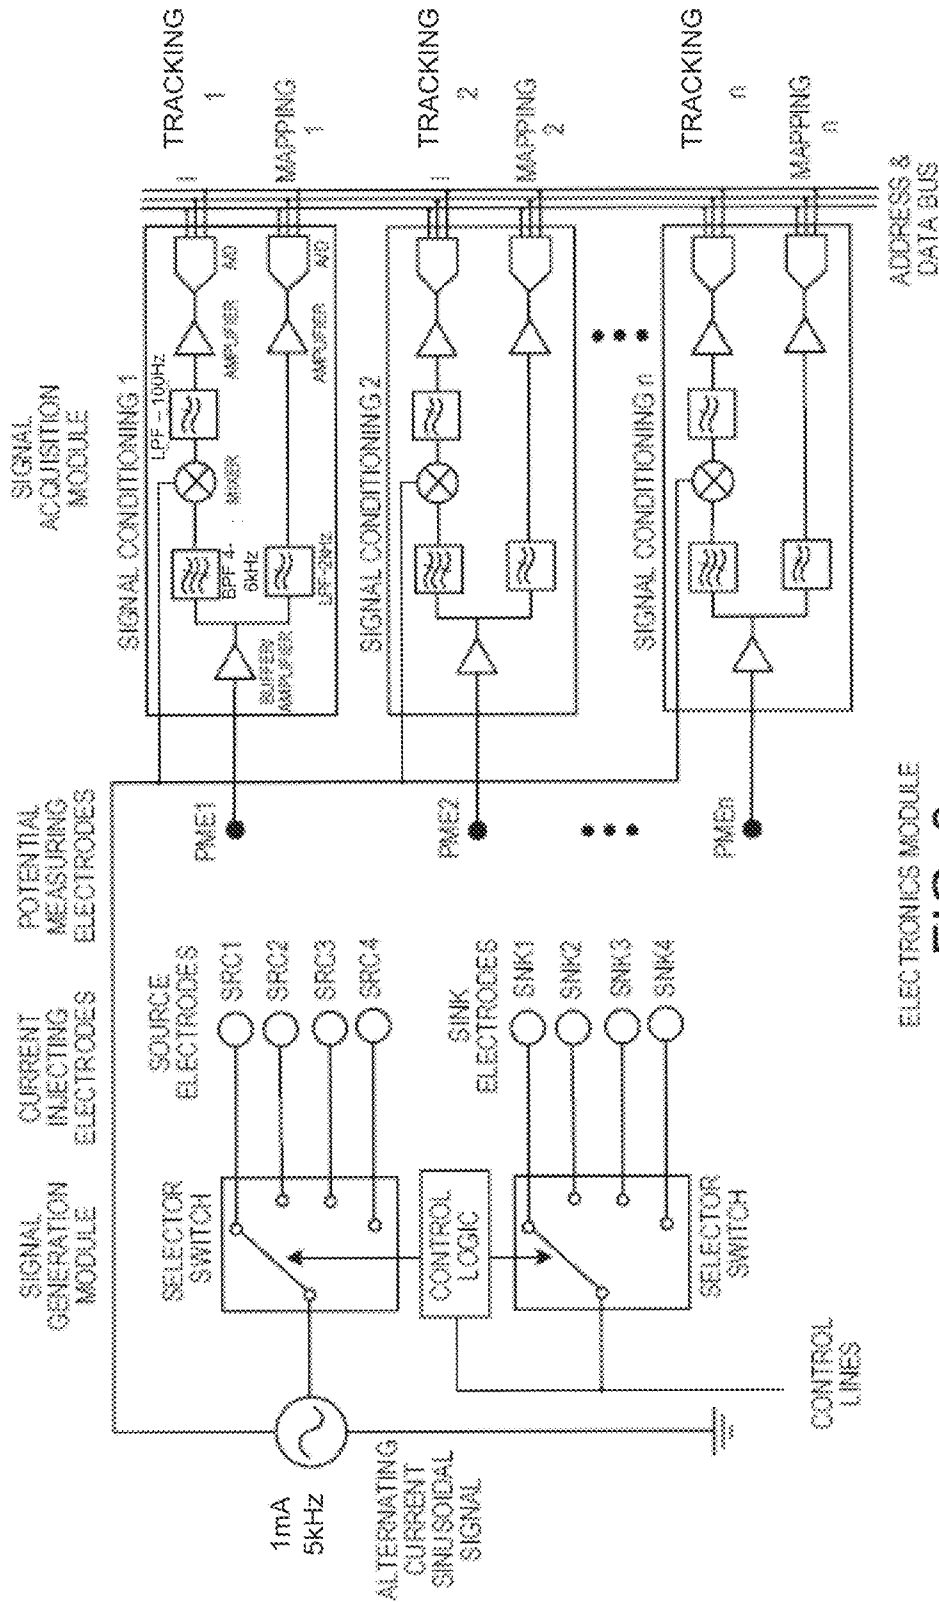 SIGNAL
GENERATION
MODULE
CURRENT
INJECTING
ELECTRODES
POTENTIAL
MEASURING
ELECTRODES
SIGNAL
ACQUISITION
MODULE
1mA
5kHz
ALTERNATING
CURRENT
SINUSOIDAL
SIGNAL
SELECTOR
SWITCH
SOURCE
ELECTRODES
SRC1
SRC2
SRC3
SRC4
CONTROL
LOGIC
SINK
ELECTRODES
SNK1
SNK2
SNK3
SNK4
SELECTOR
SWITCH
CONTROL
LINES
PME1
PME2
PMEn
SIGNAL CONDITIONING 1
LPF - 100Hz
BUFFER
AMPLIFIER
BPF 4-
6kHz
MIXER
AMPLIFIER
A/D
AMPLIFIER
A/D
SIGNAL CONDITIONING 2
SIGNAL CONDITIONING n
TRACKING
1
MAPPING
1
TRACKING
2
MAPPING
2
TRACKING
n
MAPPING
n
ADDRESS &
DATA BUS
ELECTRONICS MODULE